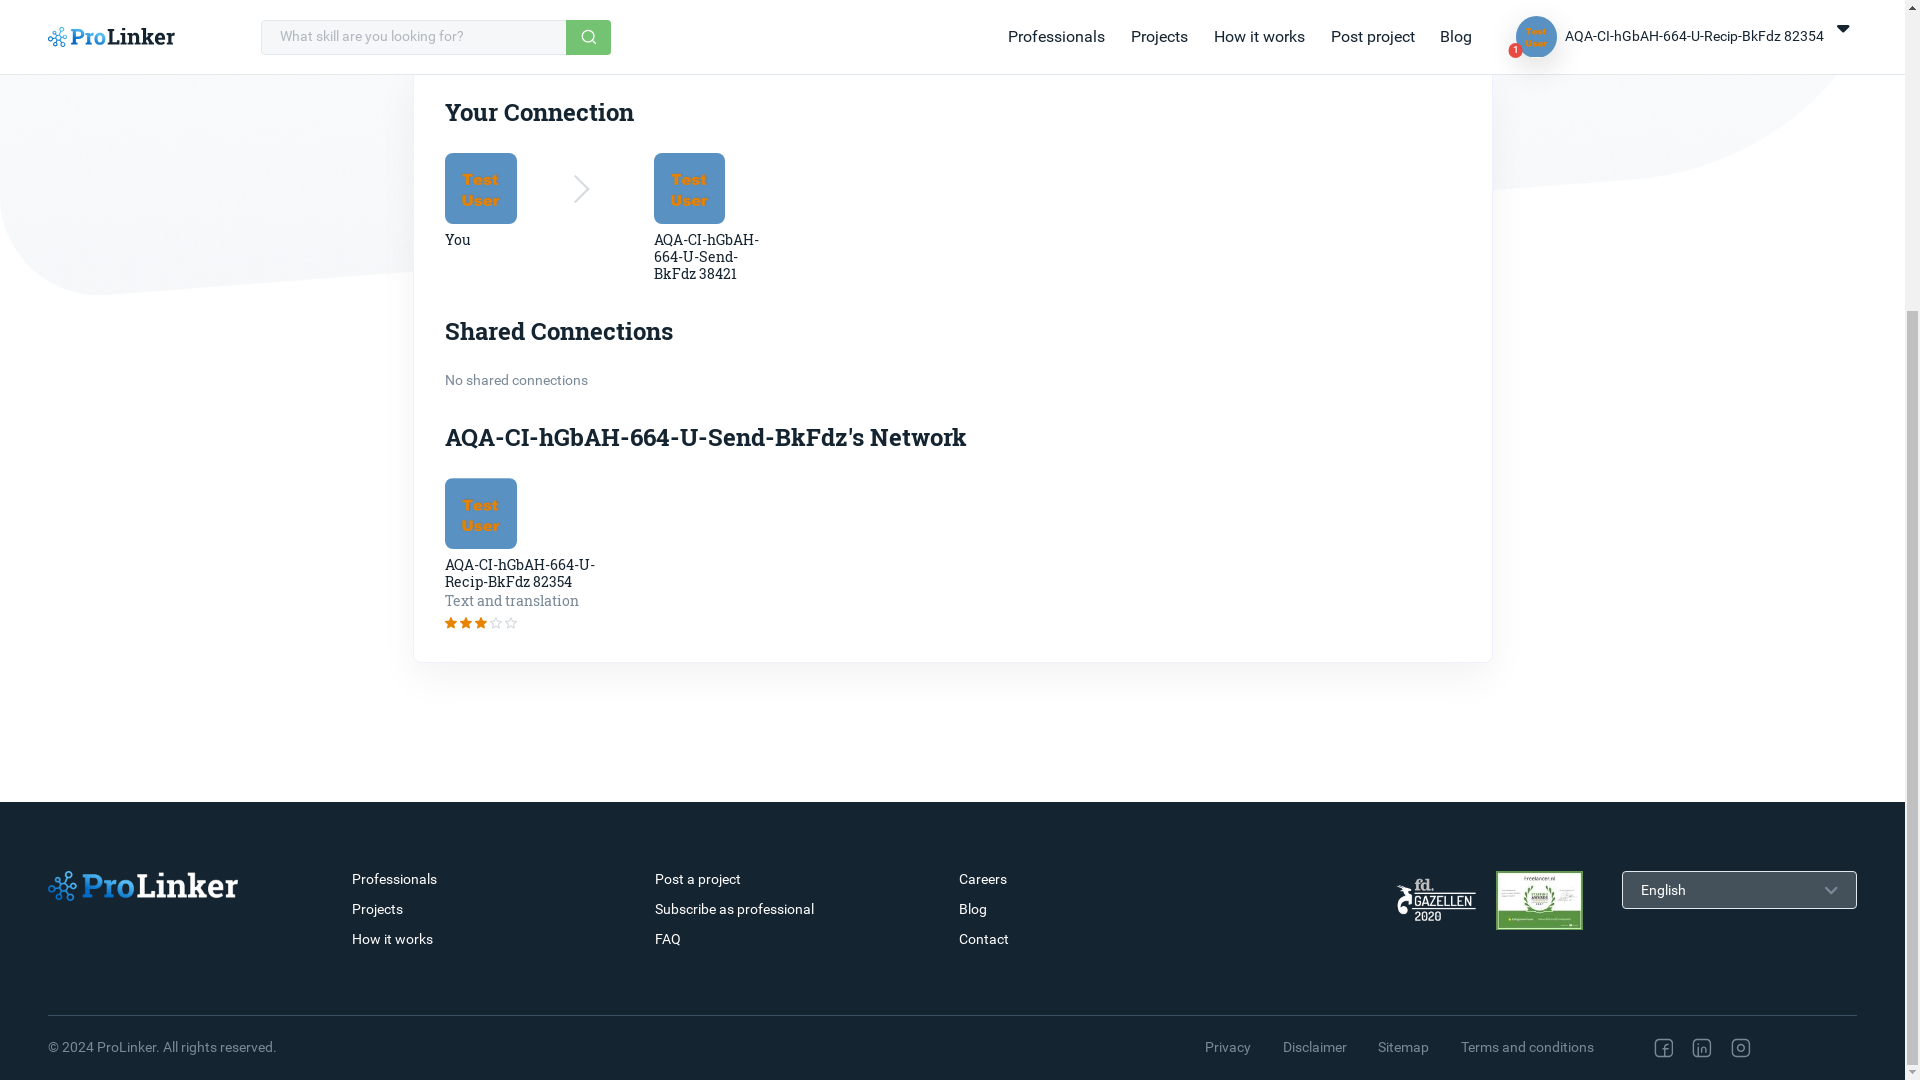 ProLinker
What skill are you looking for?
Professionals
Projects
How it works
Post project
Blog
Test
User
1
AQA-CI-hGbAH-664-U-Recip-BkFdz 82354
Your Connection
Test
User
Test
User
You
AQA-CI-hGbAH-
664-U-Send-
BkFdz 38421
Shared Connections
No shared connections
AQA-CI-hGbAH-664-U-Send-BkFdz's Network
Test
User
AQA-CI-hGbAH-664-U-
Recip-BkFdz 82354
Text and translation
ProLinker
Professionals
Projects
How it works
Post a project
Subscribe as professional
FAQ
Careers
Blog
Contact
fd.
GAZELLEN
2020
Freelancer.nl
English
© 2024 ProLinker. All rights reserved.
Privacy
Disclaimer
Sitemap
Terms and conditions